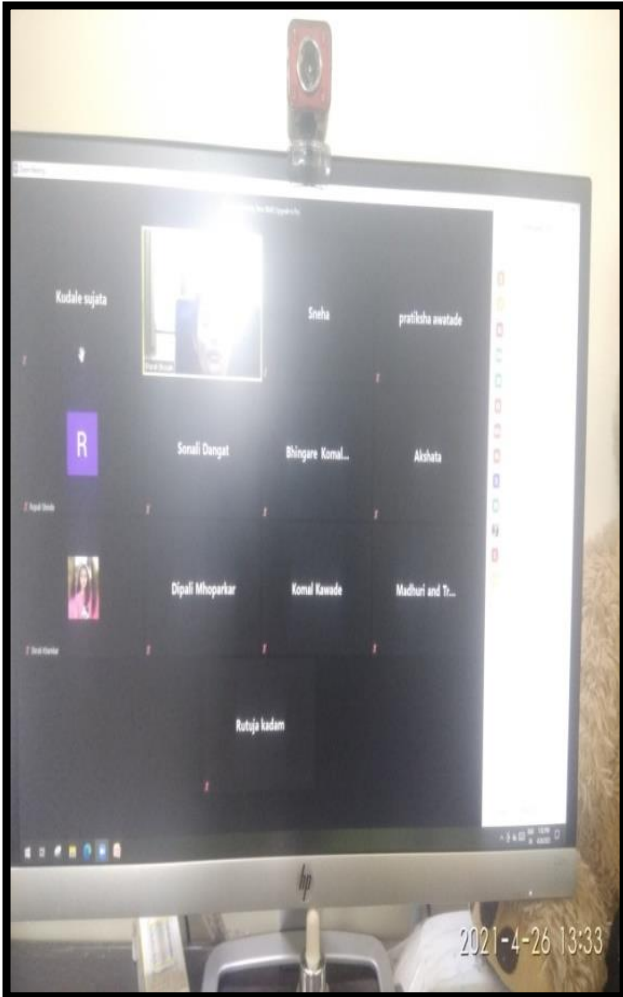 Kudale sujata
Sneha
pratiksha awatade
R
Sonali Dangat
Bhingare Komal...
Akshata
Dipali Mhoparkar
Komal Kawade
Madhuri and Tr...
Rutuja kadam
hp
2021-4-26 13:33